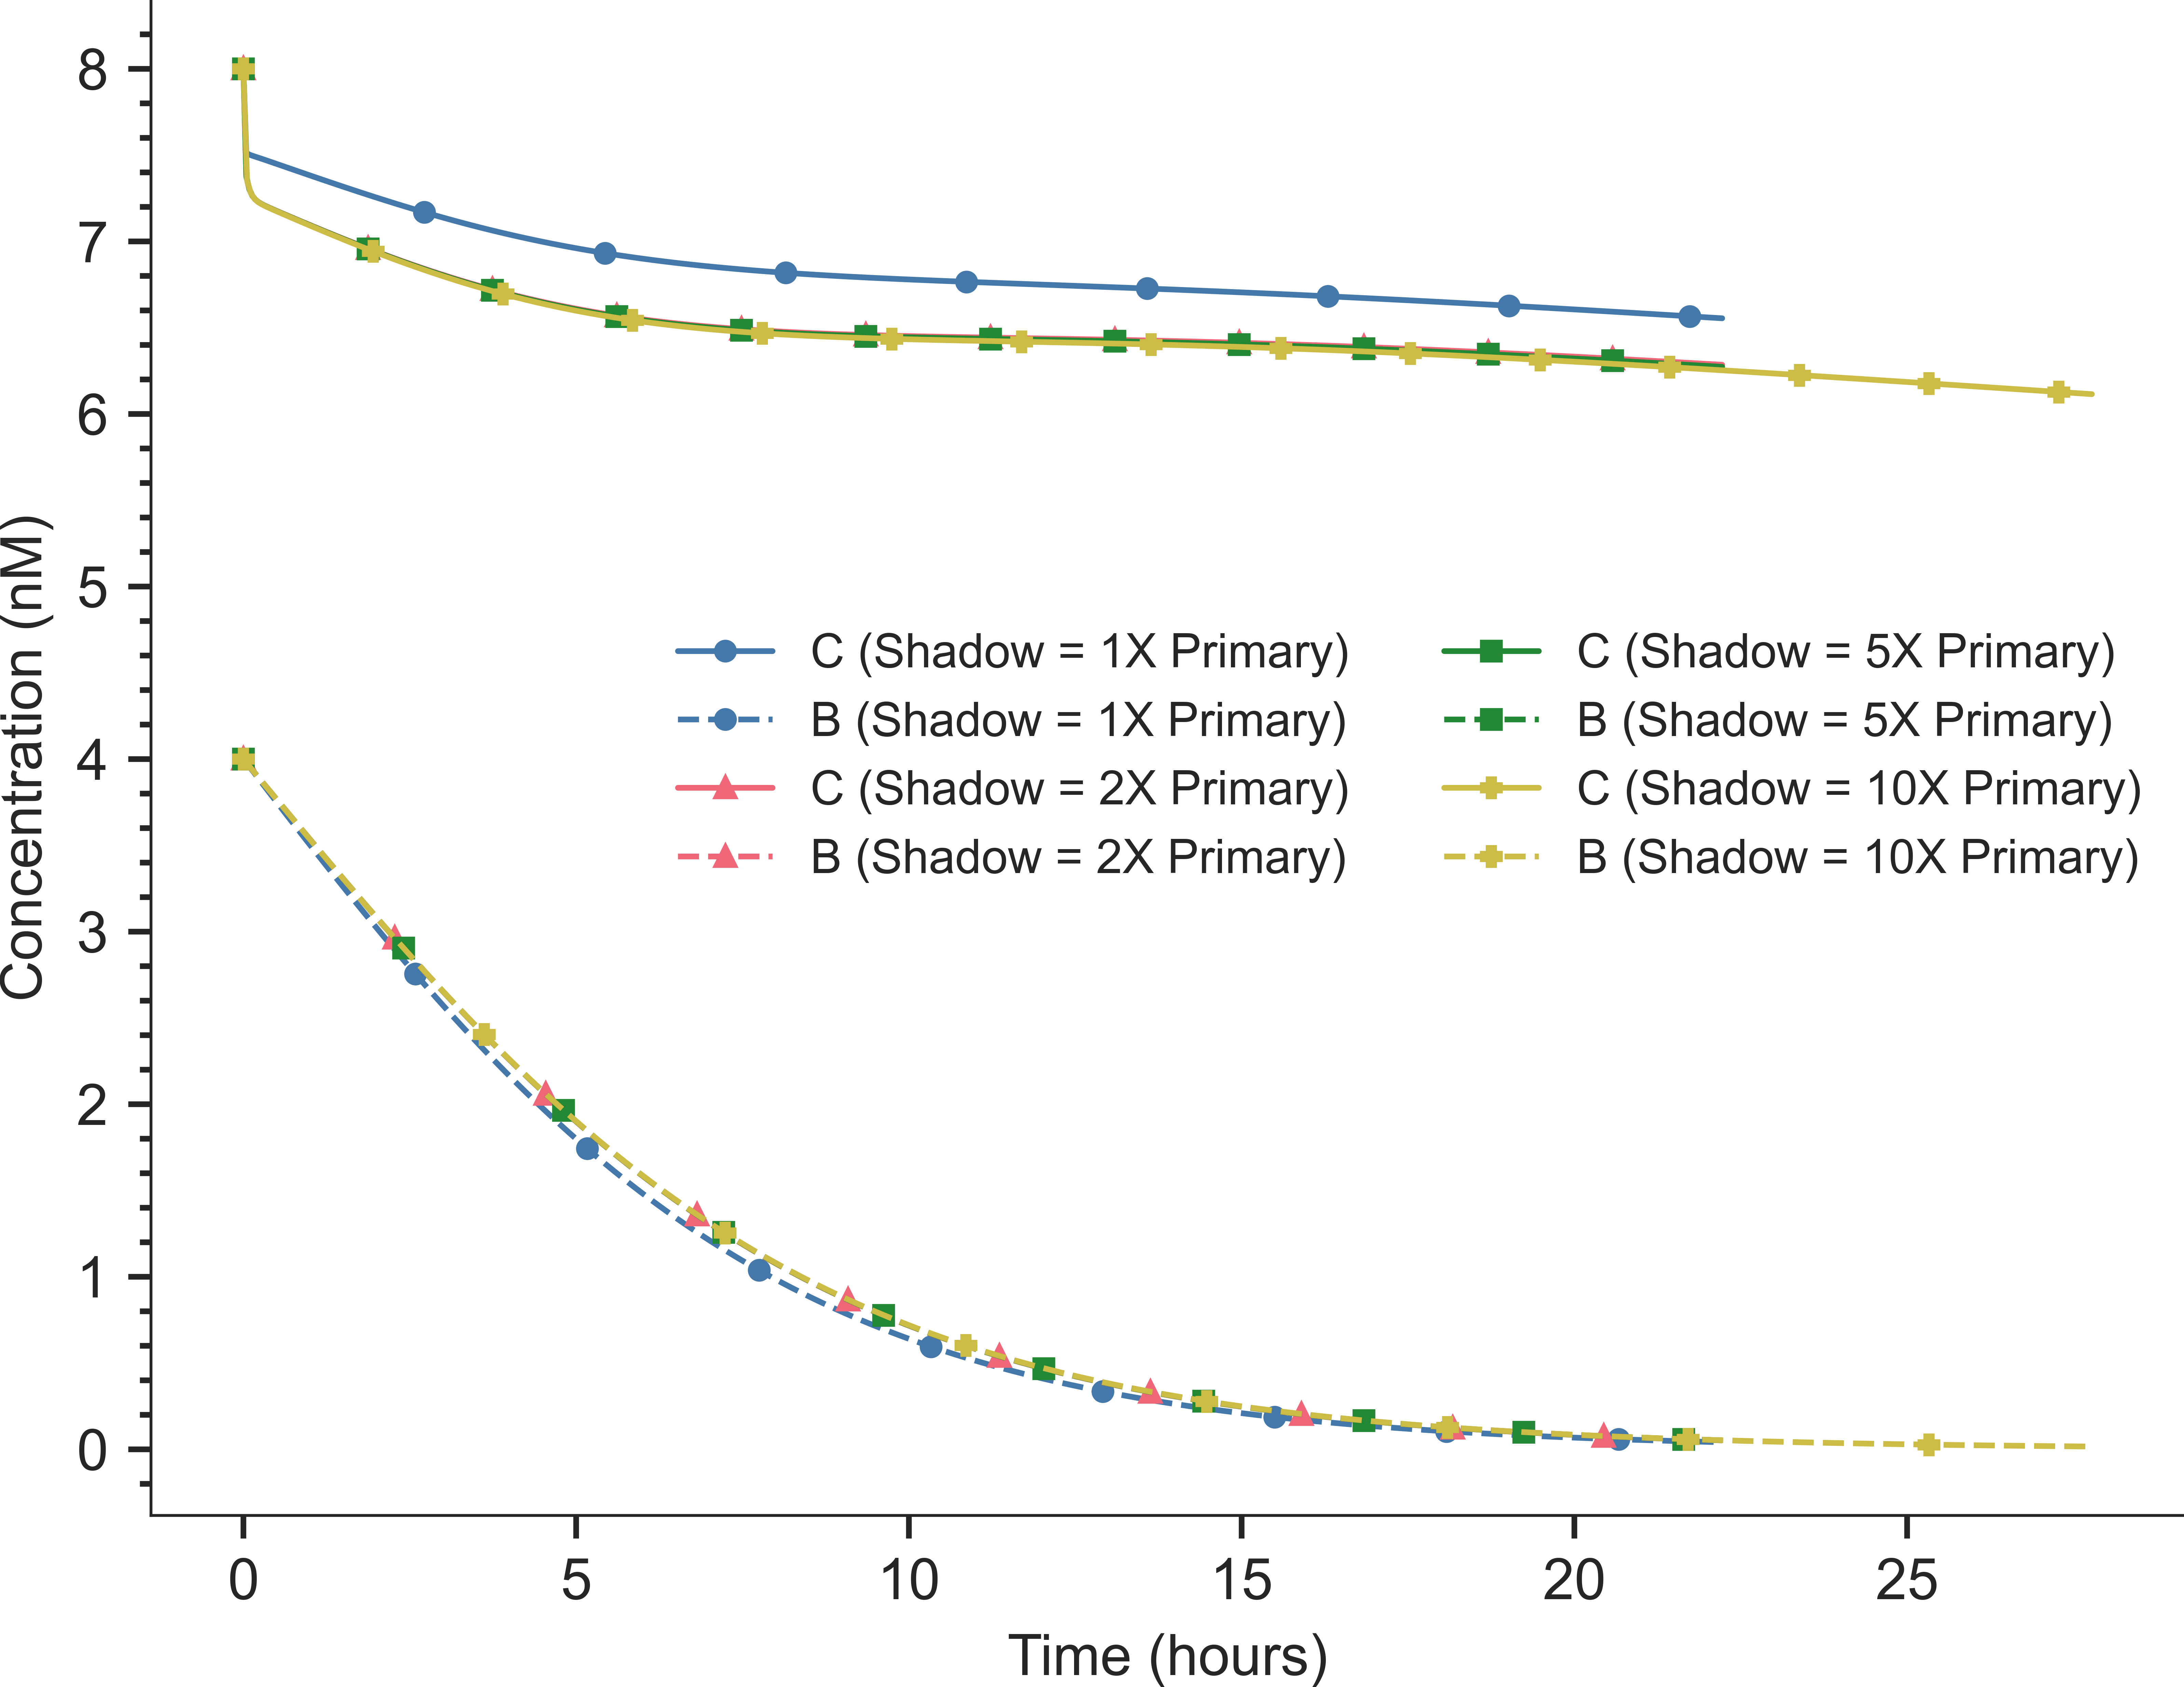 8
7
6
5
4
3
2
1
0
Concentration (nM)
C (Shadow = 1X Primary)
B (Shadow = 1X Primary)
C (Shadow = 2X Primary)
B (Shadow = 2X Primary)
C (Shadow = 5X Primary)
B (Shadow = 5X Primary)
C (Shadow = 10X Primary)
B (Shadow = 10X Primary)
0 5 10 15 20 25
Time (hours)